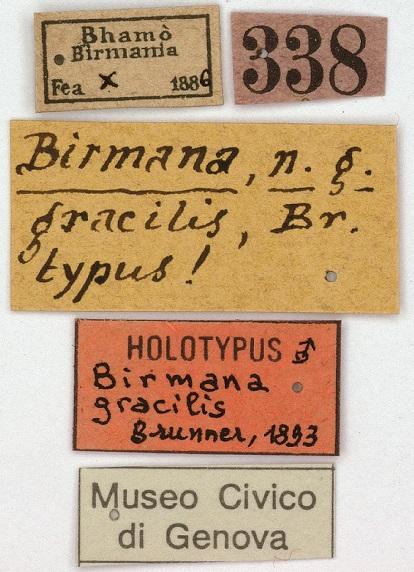 Bhamò
Birmania
Fea X 1886
338
Birmana, n. g.
gracilis, Br.
typus!
HOLOTYPUS ♂
Birmana
gracilis
Brunner, 1893
Museo Civico
di Genova